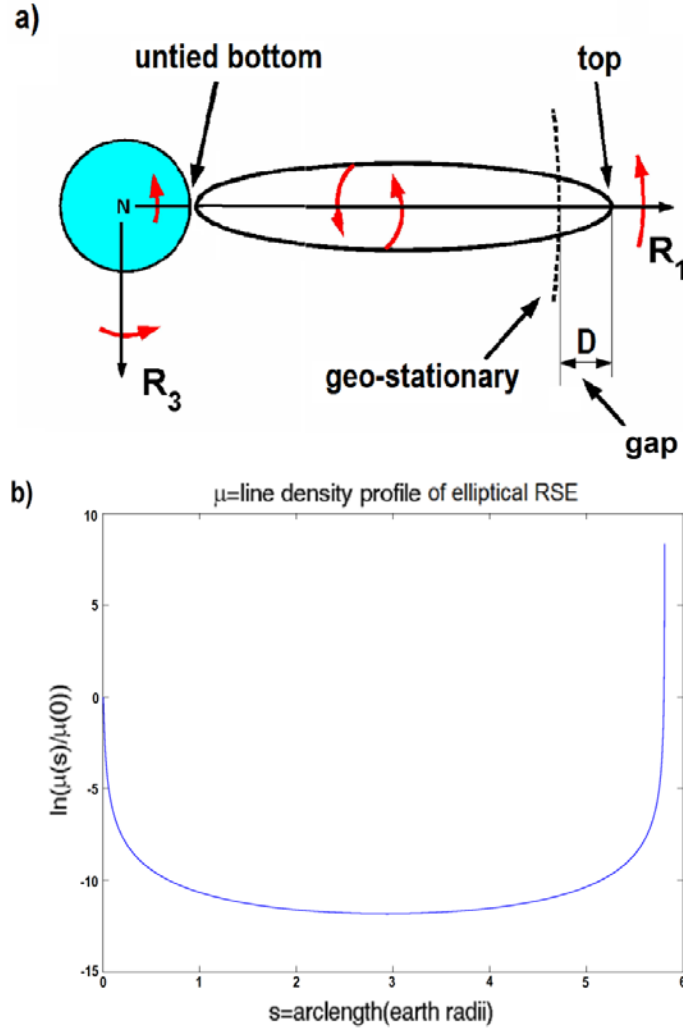 a)
untied bottom
top
N
R1
R3
geo-stationary
D
gap
b)
μ=line density profile of elliptical RSE
ln(μ(s)/μ(0))
10
5
0
-5
-10
-15
0 1 2 3 4 5 6
s=arclength(earth radii)